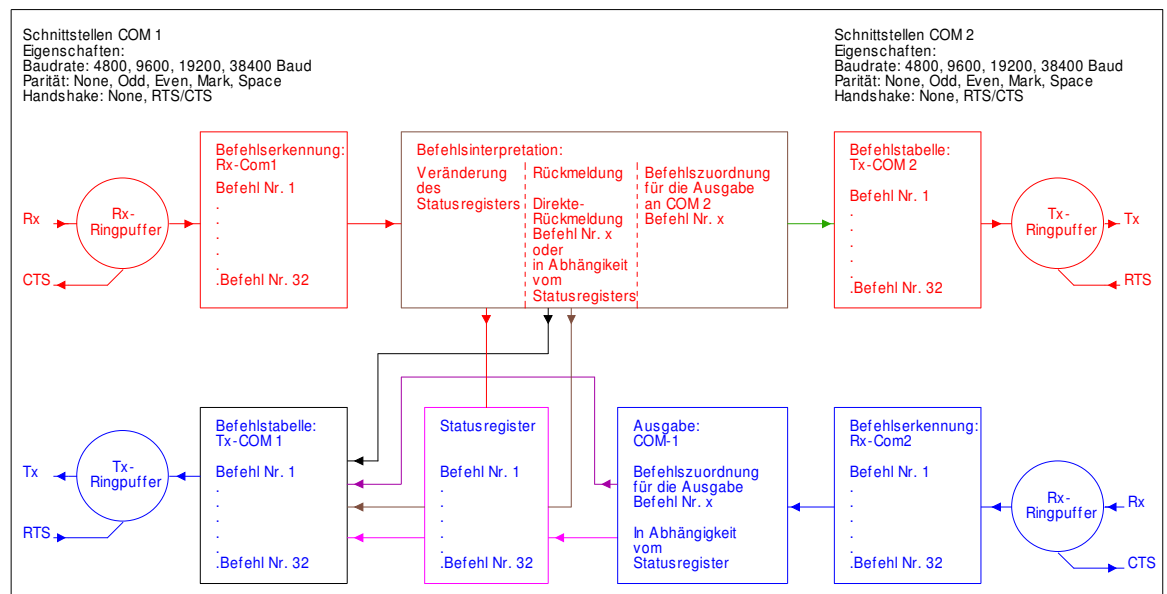 Schnittstellen COM 1
Eigenschaften:
Baudrate: 4800, 9600, 19200, 38400 Baud
Parität: None, Odd, Even, Mark, Space
Handshake: None, RTS/CTS
Schnittstellen COM 2
Eigenschaften:
Baudrate: 4800, 9600, 19200, 38400 Baud
Parität: None, Odd, Even, Mark, Space
Handshake: None, RTS/CTS
Rx
CTS
Rx-
Ringpuffer
Befehlserkennung:
Rx-Com1
Befehl Nr. 1
.
.
.
.
.Befehl Nr. 32
Befehlsinterpretation:
Veränderung
des
Statusregisters
Rückmeldung
Direkte-
Rückmeldung
Befehl Nr. x
oder
in Abhängikeit
vom
Statusregisters
Befehlszuordnung
für die Ausgabe
an COM 2
Befehl Nr. x
Befehlstabelle:
Tx-COM 2
Befehl Nr. 1
.
.
.
.
.Befehl Nr. 32
Tx-
Ringpuffer
Tx
RTS
Tx
RTS
Tx-
Ringpuffer
Befehlstabelle:
Tx-COM 1
Befehl Nr. 1
.
.
.
.
.Befehl Nr. 32
Statusregister
Befehl Nr. 1
.
.
.
.
.Befehl Nr. 32
Ausgabe:
COM-1
Befehlszuordnung
für die Ausgabe
Befehl Nr. x
In Abhängigkeit
vom
Statusregister
Befehlserkennung:
Rx-Com2
Befehl Nr. 1
.
.
.
.
.Befehl Nr. 32
Rx-
Ringpuffer
Rx
CTS